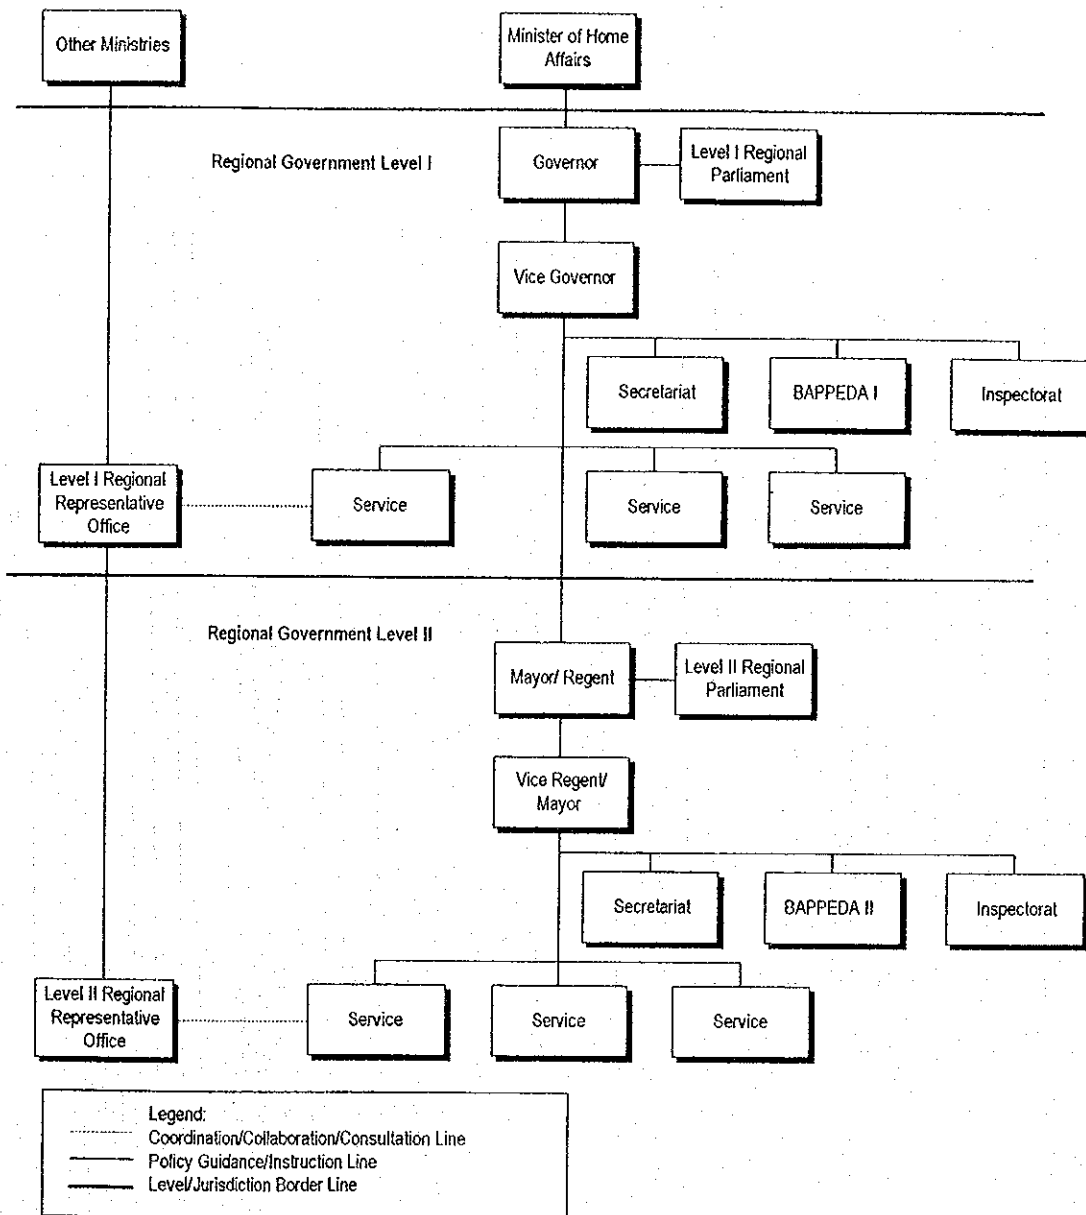 Other Ministries
Minister of Home
Affairs
Regional Government Level I
Governor
Level I Regional
Parliament
Vice Governor
Secretariat
BAPPEDA I
Inspectorat
Level I Regional
Representative
Office
Service
Service
Service
Regional Government Level II
Mayor/ Regent
Level II Regional
Parliament
Vice Regent/
Mayor
Secretariat
BAPPEDA II
Inspectorat
Level II Regional
Representative
Office
Service
Service
Service
Legend:
Coordination/Collaboration/Consultation Line
Policy Guidance/Instruction Line
Level/Jurisdiction Border Line